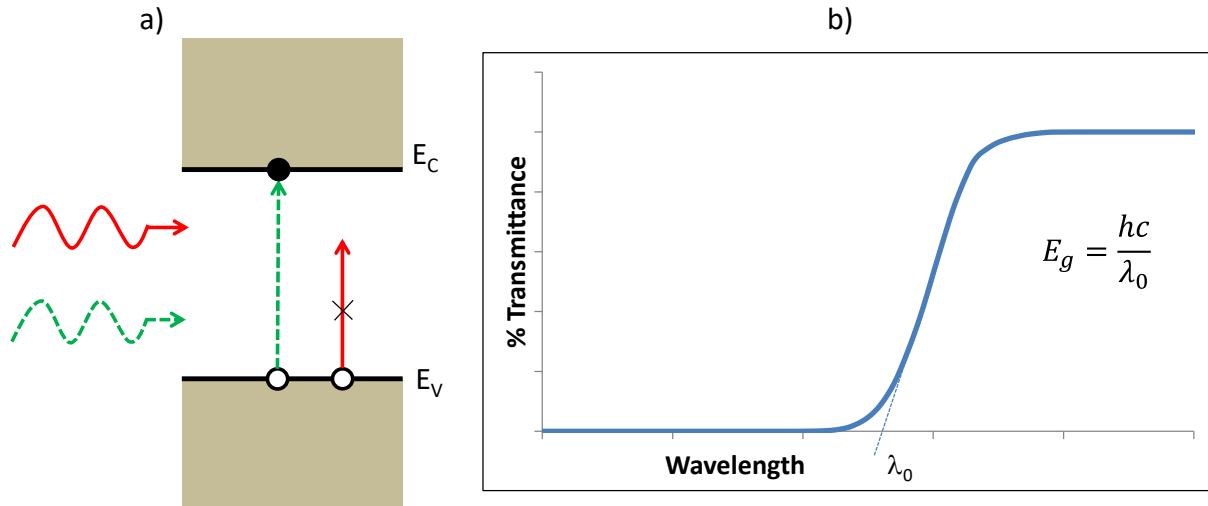 a)
E_C
E_V
b)
% Transmittance
E_g = hc/λ_0
Wavelength
λ_0